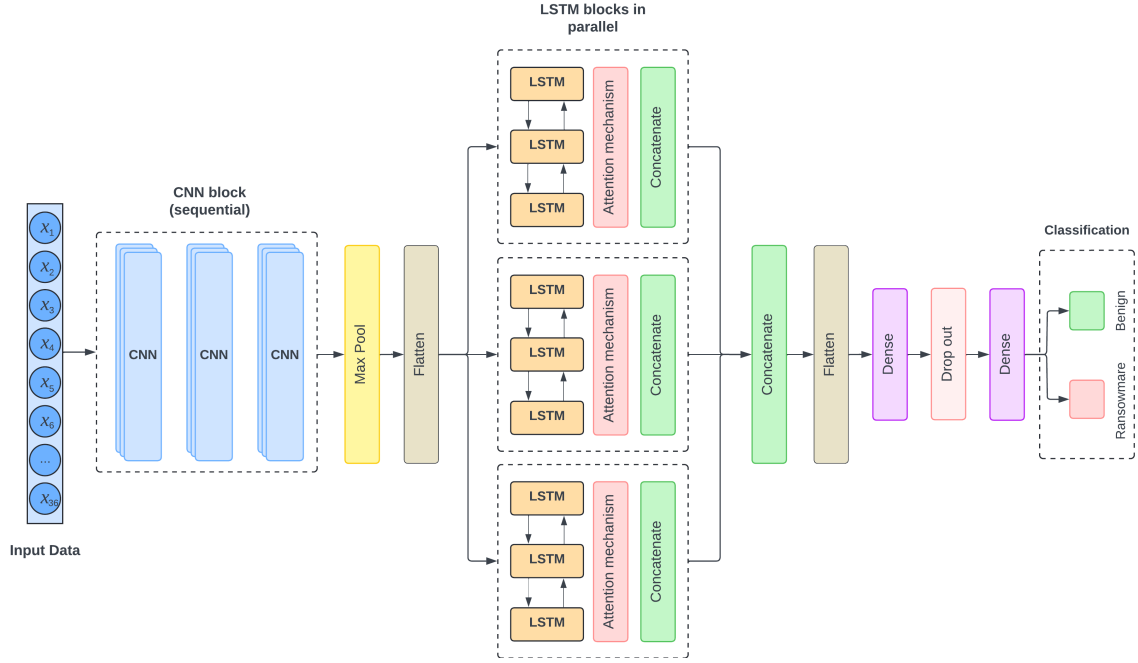 LSTM blocks in
parallel
LSTM
LSTM
LSTM
Attention mechanism
Concatenate
CNN block
(sequential)
x1
x2
x3
x4
x5
x6
...
x36
Input Data
CNN
CNN
CNN
Max Pool
Flatten
LSTM
LSTM
LSTM
Attention mechanism
Concatenate
LSTM
LSTM
LSTM
Attention mechanism
Concatenate
Concatenate
Flatten
Dense
Drop out
Dense
Classification
Benign
Ransowmare